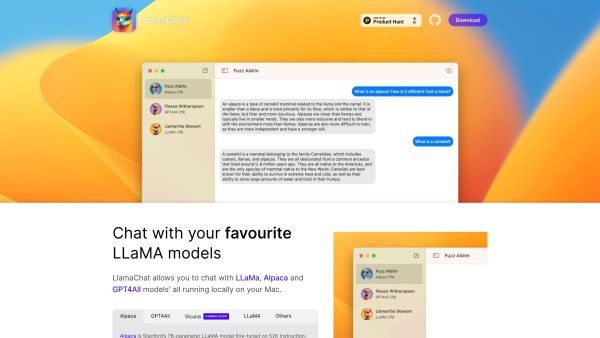 LlamaChat
Product Hunt
Download
Fuzz Aldrin
Fuzz Aldrin
Alpaca (7B)
Fleece Witherspoon
GPT4All (7B)
Llamartha Stewart
LLaMA (7B)
What is an alpaca? How is it different from a llama?
An alpaca is a type of camelid mammal related to the llama and the camel. It is
smaller than a llama and is bred primarily for its fiber, which is similar to that of
the llama, but finer and more luxurious. Alpacas are shyer than llamas and
typically live in smaller herds. They are also more reclusive and tend to blend in
with the environment more than llamas. Alpacas are also more difficult to train,
as they are more independent and have a stronger will.
What is a camelid?
A camelid is a mammal belonging to the family Camelidae, which includes
camels, llamas, and alpacas. They are all descended from a common ancestor
that lived around 5-8 million years ago. They are all native to the Americas, and
are the only species of mammal native to the New World. Camelids are best
known for their ability to survive in extreme heat and cold, as well as their
ability to store large amounts of water and food in their humps.
Chat with your favourite
LLaMA models
LlamaChat allows you to chat with LLaMa, Alpaca and
GPT4All models¹ all running locally on your Mac.
Alpaca GPT4All Vicuna COMING SOON LLaMA Others
Alpaca is Stanford's 7B-parameter LLaMA model fine-tuned on 52K instruction-
Fuzz Aldrin
Fuzz Aldrin
Alpaca (7B)
Fleece Witherspoon
GPT4All (7B)
Llamartha Stewart
LLaMA (7B)